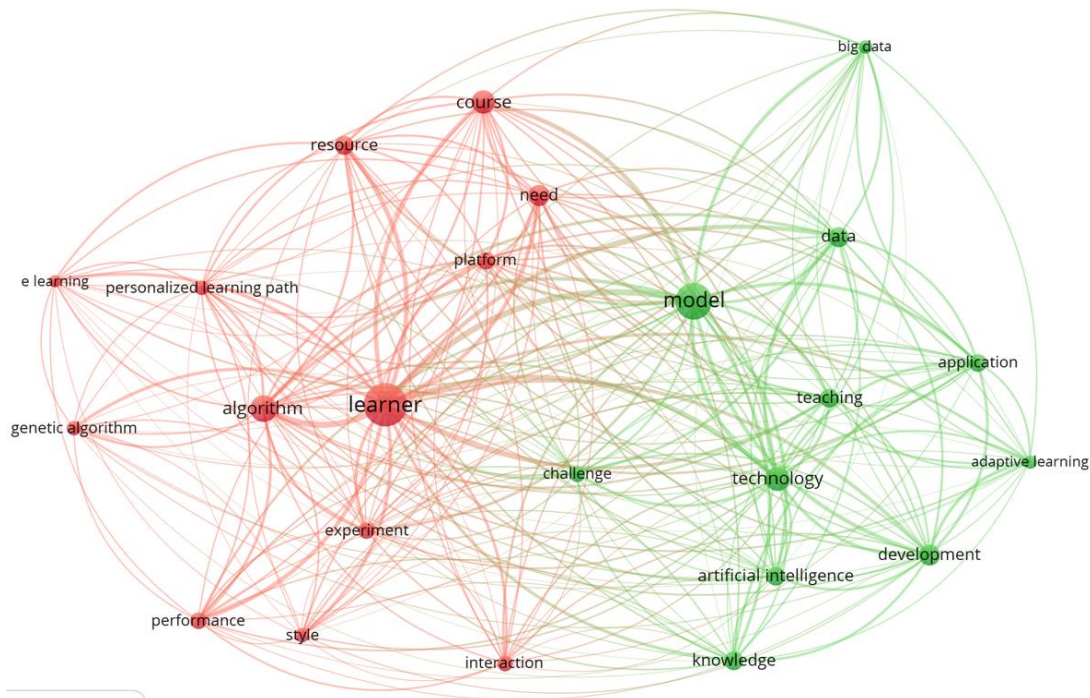 big data
course
resource
need
data
platform
e learning
personalized learning path
model
application
teaching
learner
algorithm
genetic algorithm
adaptive learning
challenge
technology
experiment
development
artificial intelligence
performance
style
interaction
knowledge